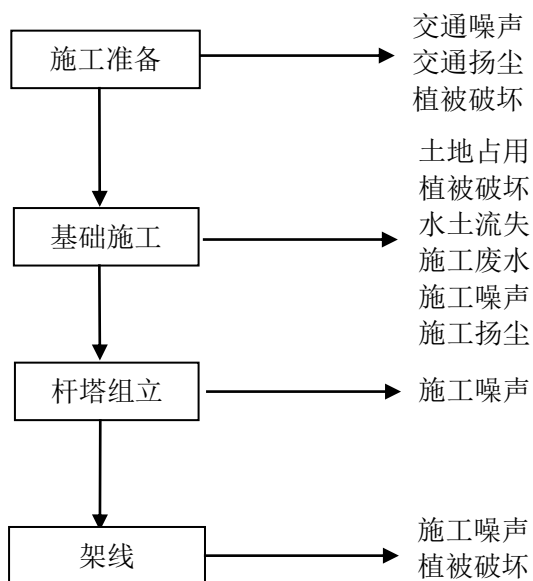 施工准备
交通噪声
交通扬尘
植被破坏
基础施工
土地占用
植被破坏
水土流失
施工废水
施工噪声
施工扬尘
杆塔组立
施工噪声
架线
施工噪声
植被破坏